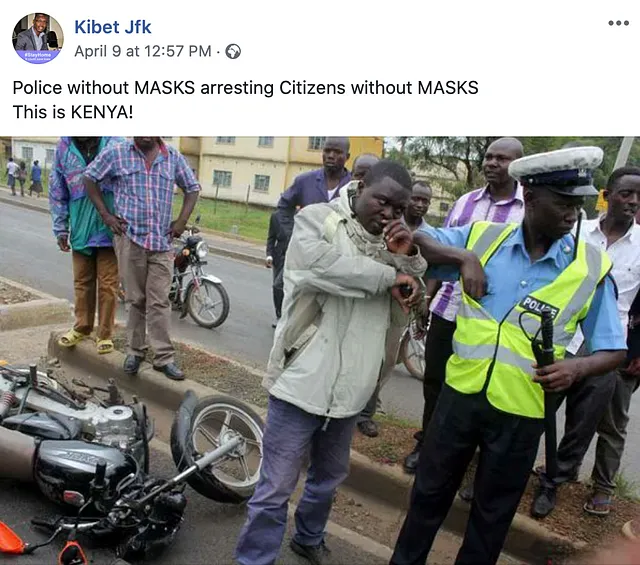 Kibet Jfk
April 9 at 12:57 PM ·
Police without MASKS arresting Citizens without MASKS
This is KENYA!
#StayHome
POLICE